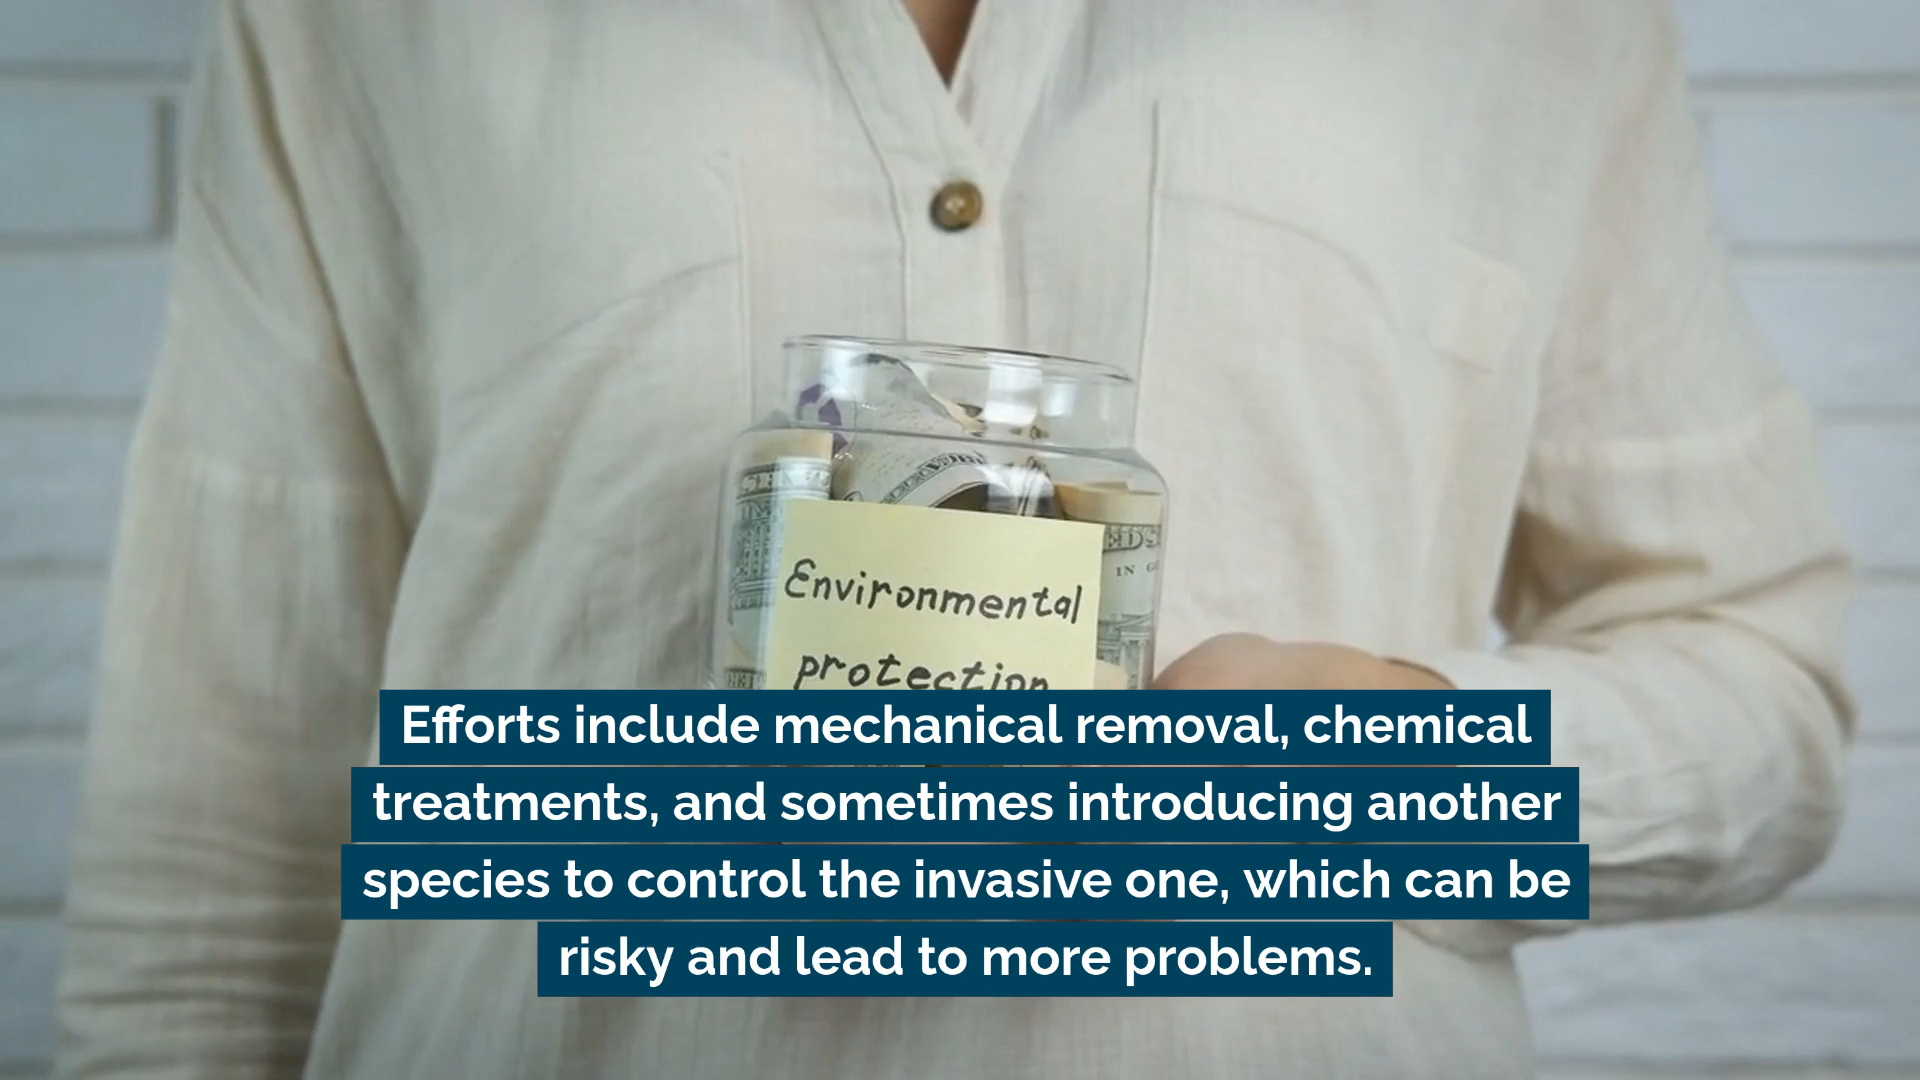 Environmental
protection
Efforts include mechanical removal, chemical
treatments, and sometimes introducing another
species to control the invasive one, which can be
risky and lead to more problems.